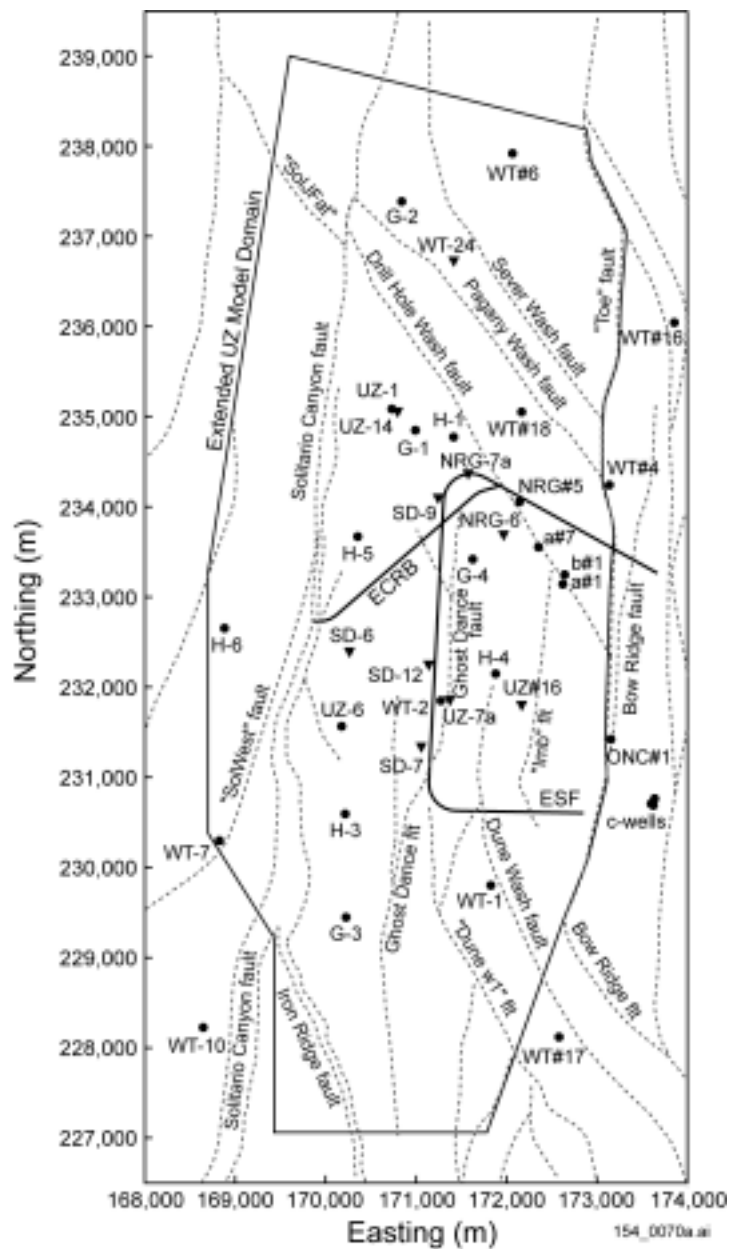 239,000
238,000
237,000
236,000
235,000
234,000
233,000
232,000
231,000
230,000
229,000
228,000
227,000
Northing (m)
168,000 169,000 170,000 171,000 172,000 173,000 174,000
Easting (m)
154_0070a.ai
WT#6
"SolJFat"
G-2
WT-24
Extended UZ Model Domain
Drill Hole Wash fault
Pagany Wash fault
Sever Wash fault
"Toe" fault
WT#16
Solitario Canyon fault
UZ-1
UZ-14
G-1
H-1
WT#18
NRG-7a
WT#4
NRG#5
SD-9
NRG-6
a#7
H-5
G-4
b#1
a#1
ECRB
H-6
SD-6
Ghost Dance fault
H-4
SD-12
UZ#16
WT-2
UZ-7a
UZ-6
"Imb" flt
Bow Ridge fault
"SolWest" fault
SD-7
ONC#1
ESF
c-wells
H-3
WT-7
Ghost Dance flt
Dune Wash fault
WT-1
G-3
"Dune w1" flt
Bow Ridge flt
WT-10
Solitario Canyon fault
Iron Ridge fault
WT#17